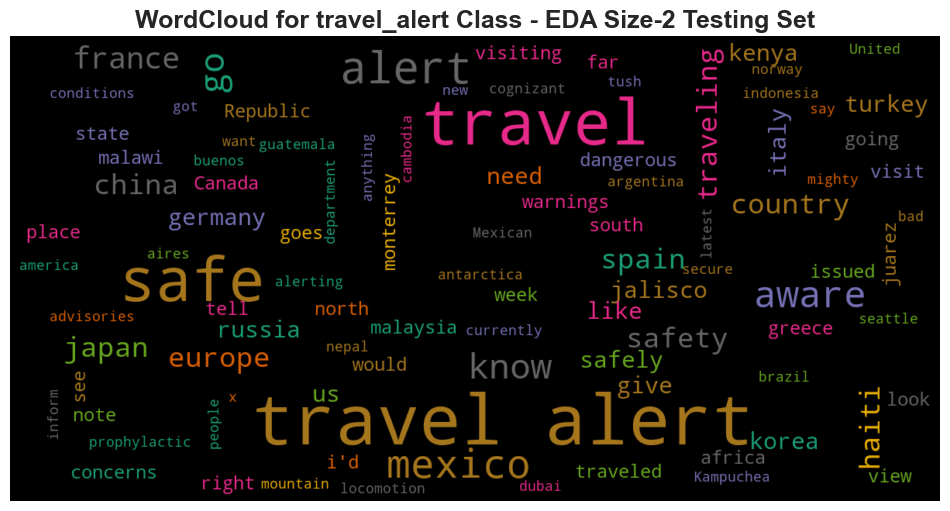 WordCloud for travel_alert Class - EDA Size-2 Testing Set
france
go
alert
visiting
far
kenya
United
norway
conditions
got
Republic
new
cognizant
tush
traveling
indonesia
say
turkey
state
want
guatemala
travel
italy
going
malawi
buenos
anything
cambodia
dangerous
visit
china
Canada
department
need
argentina
mighty
germany
monterrey
warnings
country
place
goes
Mexican
south
latest
bad
america
aires
safe
alerting
antarctica
spain
secure
issued
juarez
week
jalisco
aware
advisories
tell
north
like
seattle
russia
malaysia
currently
safety
greece
japan
europe
nepal
know
safely
see
would
brazil
us
give
inform
note
x
people
travel alert
haiti
look
prophylactic
korea
concerns
i'd
mexico
traveled
africa
view
right
mountain
locomotion
dubai
Kampuchea